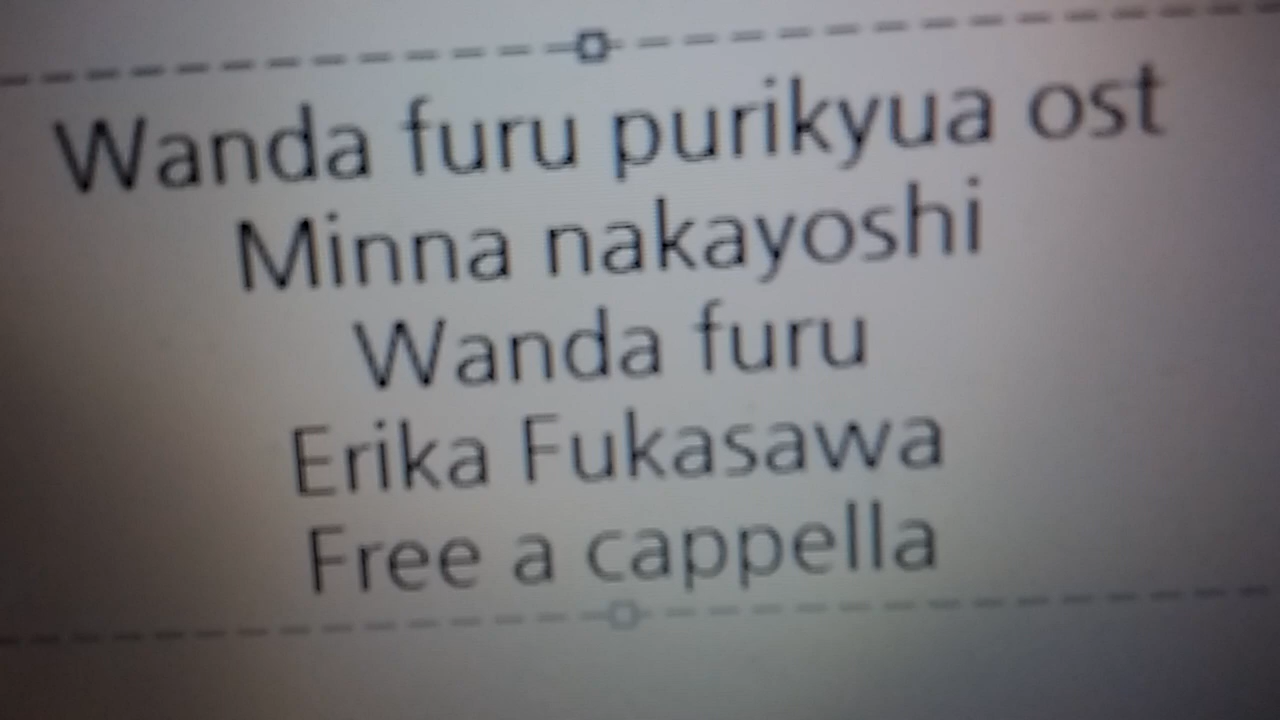 Wanda furu purikyua ost
Minna nakayoshi
Wanda furu
Erika Fukasawa
Free a cappella